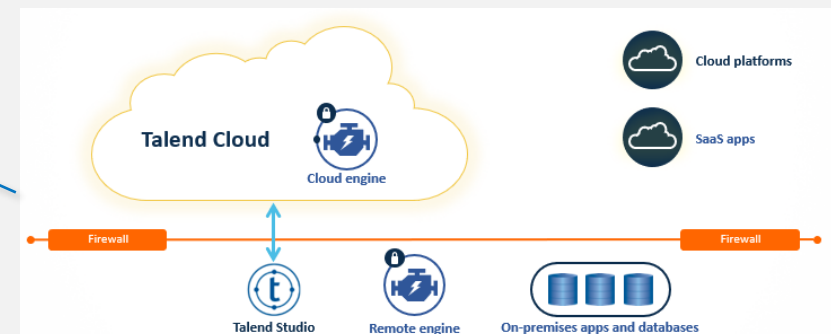 Cloud platforms
Talend Cloud
SaaS apps
Cloud engine
Firewall
Firewall
Talend Studio
Remote engine
On-premises apps and databases